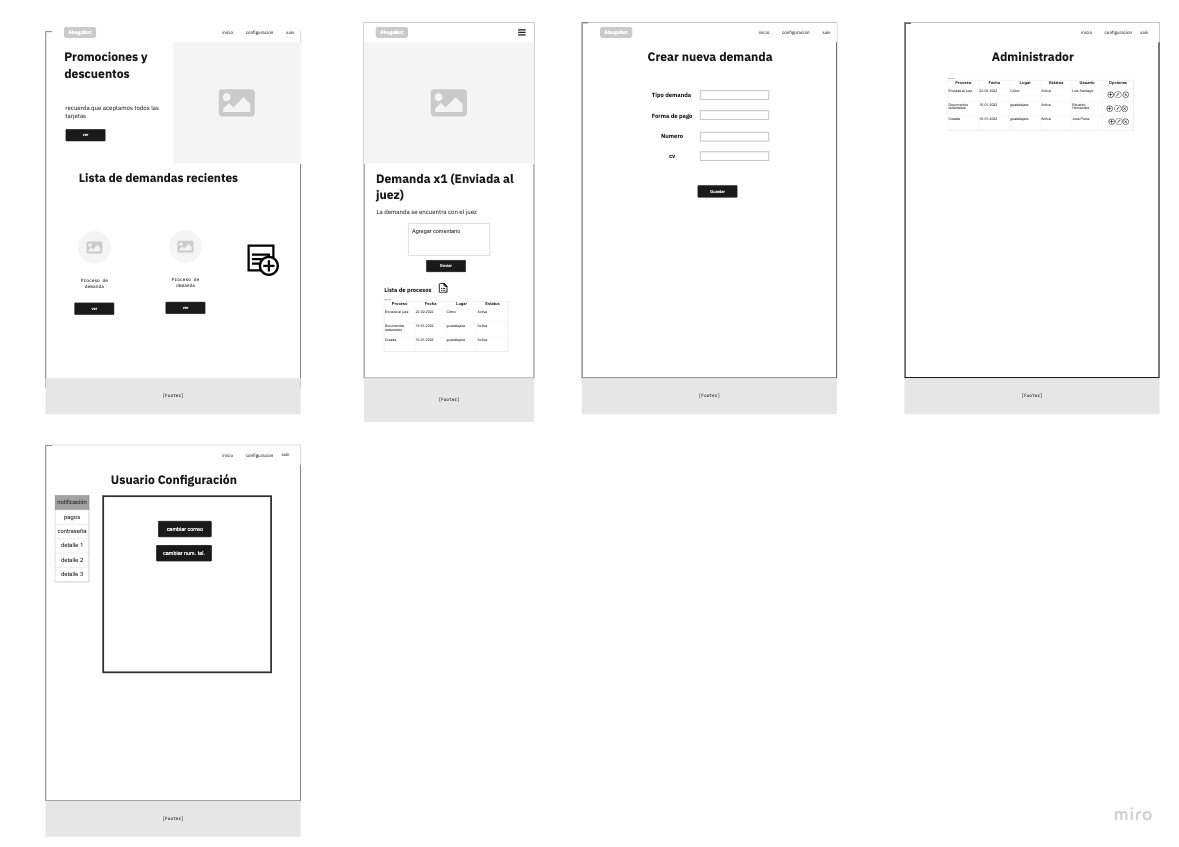 AbogaBot
inicio configuracion salir
Promociones y
descuentos
recuerda que aceptamos todos las
tarjetas
ver
Lista de demandas recientes
Proceso de
demanda
ver
Proceso de
demanda
ver
[Footer]
AbogaBot
Demanda x1 (Enviada al
juez)
La demanda se encuentra con el juez
Agregar comentario
Enviar
Lista de procesos
Proceso Fecha Lugar Estatus
Enviada al juez 22-02-2022 Cdmx Activa
Documentos
redactados 15-01-2022 guadalajara Activa
Creada 10-01-2022 guadalajara Activa
[Footer]
AbogaBot
inicio configuracion salir
Crear nueva demanda
Tipo demanda
Forma de pago
Numero
cv
Guardar
[Footer]
inicio configuracion salir
Administrador
Proceso Fecha Lugar Estatus Usuario Opciones
Enviada al juez 22-02-2022 Cdmx Activa Luis Santiago
Documentos
redactados 15-01-2022 guadalajara Activa Eduardo
Hernandez
Creada 10-01-2022 guadalajara Activa Jose Perez
[Footer]
inicio configuracion salir
Usuario Configuración
notificación
pagos
contraseña
detalle 1
detalle 2
detalle 3
cambiar correo
cambiar num. tel.
[Footer]
miro